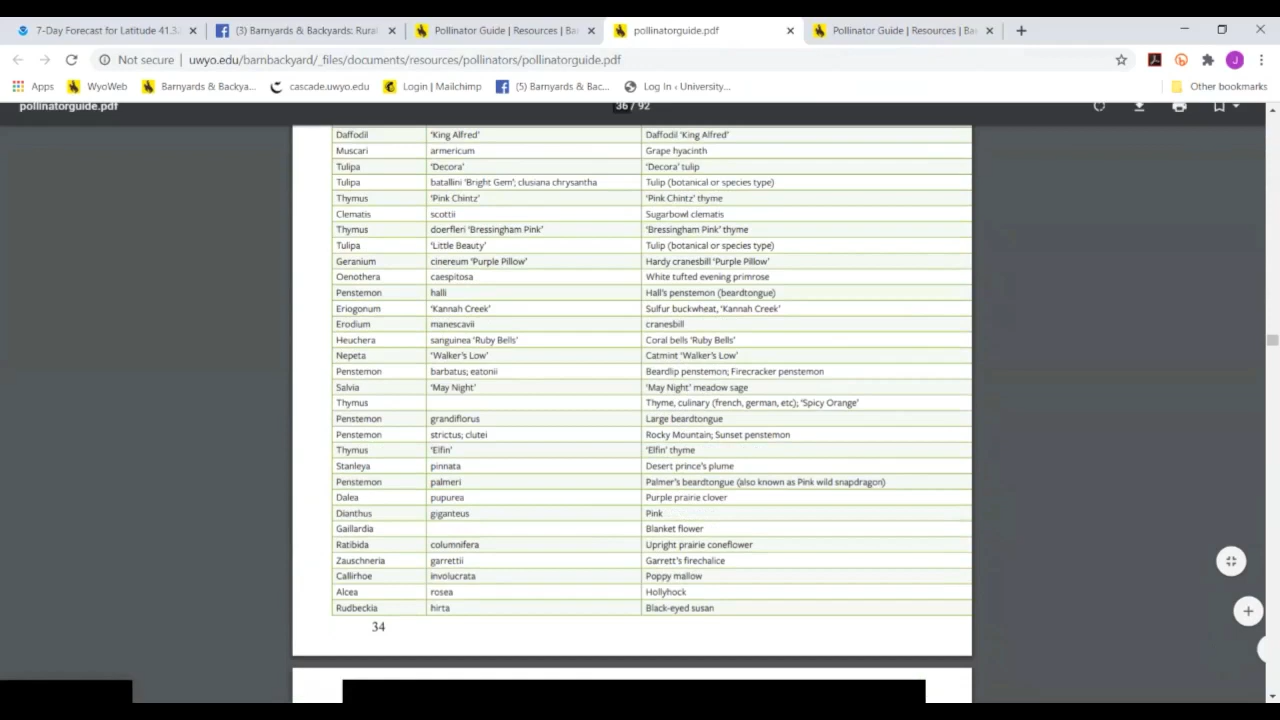 7-Day Forecast for Latitude 41.3
(3) Barnyards & Backyards: Rura
Pollinator Guide | Resources | Ba
pollinatorguide.pdf
Pollinator Guide | Resources | Ba
Not secure | uwyo.edu/barnbackyard/_files/documents/resources/pollinators/pollinatorguide.pdf
J
Apps WyoWeb Barnyards & Backya... cascade.uwyo.edu Login | Mailchimp (5) Barnyards & Bac... Log In ‹ University... Other bookmarks
pollinatorguide.pdf 36 / 92
Daffodil 'King Alfred' Daffodil 'King Alfred'
Muscari armericum Grape hyacinth
Tulipa 'Decora' 'Decora' tulip
Tulipa batallini 'Bright Gem'; clusiana chrysantha Tulip (botanical or species type)
Thymus 'Pink Chintz' 'Pink Chintz' thyme
Clematis scottii Sugarbowl clematis
Thymus doerfleri 'Bressingham Pink' 'Bressingham Pink' thyme
Tulipa 'Little Beauty' Tulip (botanical or species type)
Geranium cinereum 'Purple Pillow' Hardy cranesbill 'Purple Pillow'
Oenothera caespitosa White tufted evening primrose
Penstemon halli Hall's penstemon (beardtongue)
Eriogonum 'Kannah Creek' Sulfur buckwheat, 'Kannah Creek'
Erodium manescavii cranesbill
Heuchera sanguinea 'Ruby Bells' Coral bells 'Ruby Bells'
Nepeta 'Walker's Low' Catmint 'Walker's Low'
Penstemon barbatus; eatonii Beardlip penstemon; Firecracker penstemon
Salvia 'May Night' 'May Night' meadow sage
Thymus Thyme, culinary (french, german, etc); 'Spicy Orange'
Penstemon grandiflorus Large beardtongue
Penstemon strictus; clutei Rocky Mountain; Sunset penstemon
Thymus 'Elfin' 'Elfin' thyme
Stanleya pinnata Desert prince's plume
Penstemon palmeri Palmer's beardtongue (also known as Pink wild snapdragon)
Dalea pupurea Purple prairie clover
Dianthus giganteus Pink
Gaillardia Blanket flower
Ratibida columnifera Upright prairie coneflower
Zauschneria garrettii Garrett's firechalice
Callirhoe involucrata Poppy mallow
Alcea rosea Hollyhock
Rudbeckia hirta Black-eyed susan
34